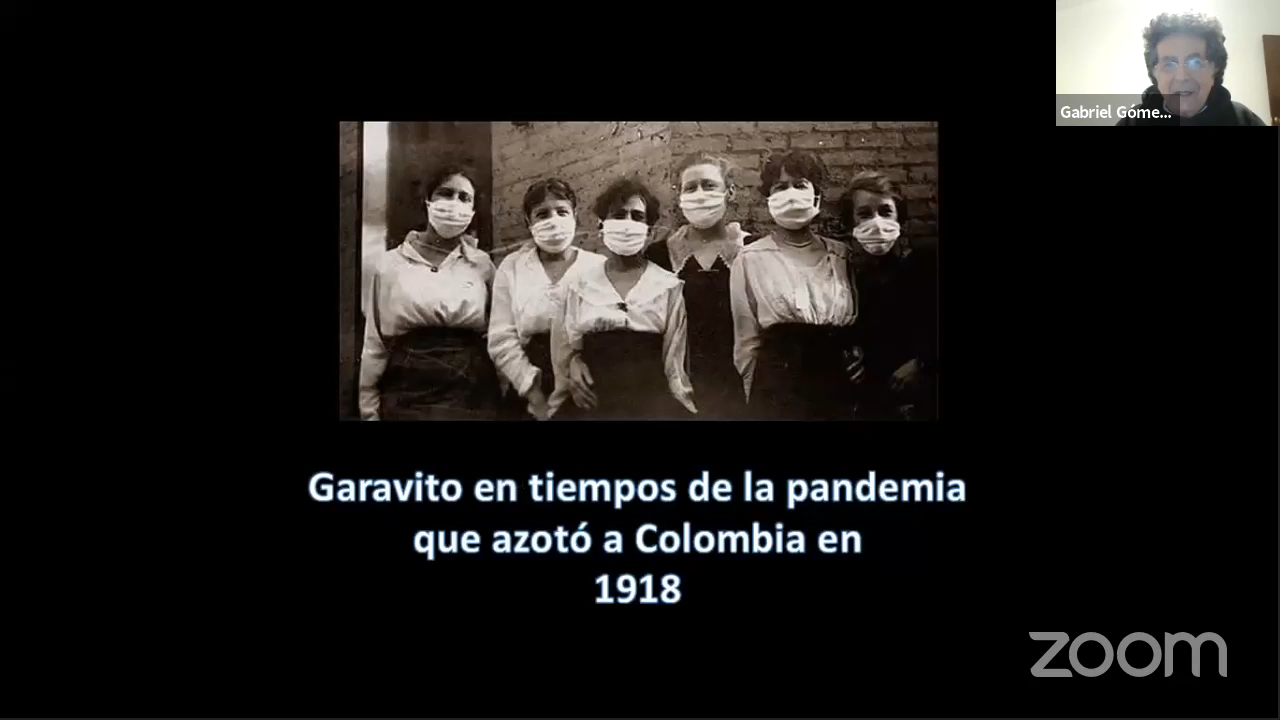 Gabriel Góme...
Garavito en tiempos de la pandemia
que azotó a Colombia en
1918
zoom